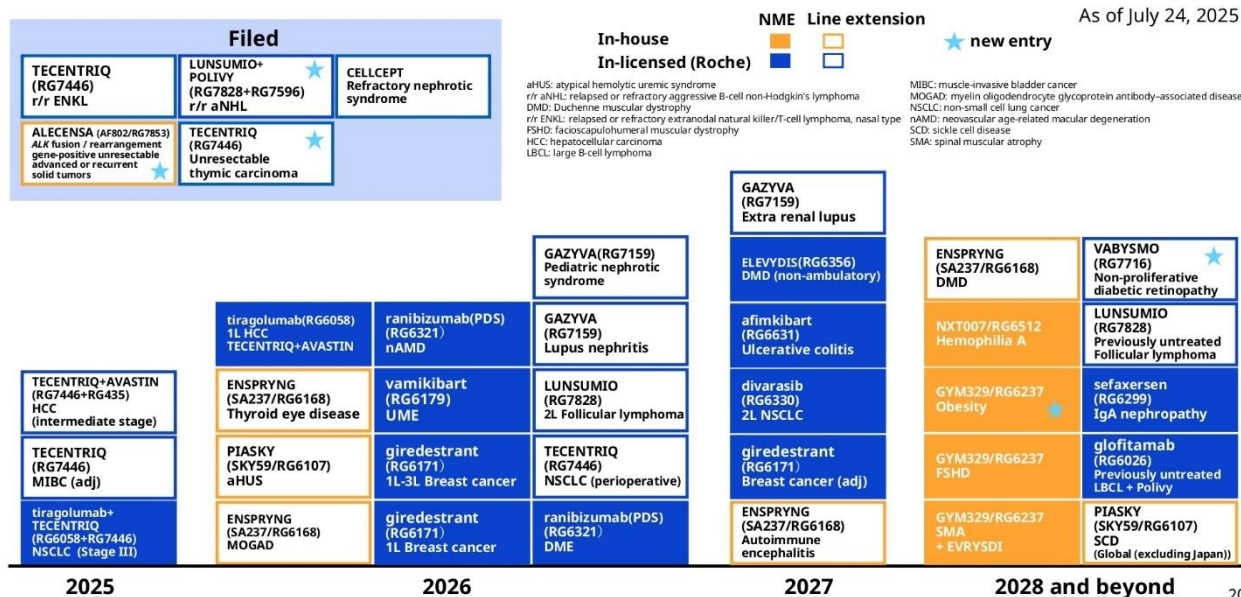 As of July 24, 2025
Filed
TECENTRIQ
(RG7446)
r/r ENKL
LUNSUMIO+
POLIVY
(RG7828+RG7596)
r/r aNHL
CELLCEPT
Refractory nephrotic
syndrome
ALECENSA (AF802/RG7853)
ALK fusion / rearrangement
gene-positive unresectable
advanced or recurrent
solid tumors
TECENTRIQ
(RG7446)
Unresectable
thymic carcinoma
NME Line extension
In-house
In-licensed (Roche)
new entry
aHUS: atypical hemolytic uremic syndrome
r/r aNHL: relapsed or refractory aggressive B-cell non-Hodgkin's lymphoma
DMD: Duchenne muscular dystrophy
r/r ENKL: relapsed or refractory extranodal natural killer/T-cell lymphoma, nasal type
FSHD: facioscapulohumeral muscular dystrophy
HCC: hepatocellular carcinoma
LBCL: large B-cell lymphoma
MIBC: muscle-invasive bladder cancer
MOGAD: myelin oligodendrocyte glycoprotein antibody–associated disease
NSCLC: non-small cell lung cancer
nAMD: neovascular age-related macular degeneration
SCD: sickle cell disease
SMA: spinal muscular atrophy
TECENTRIQ+AVASTIN
(RG7446+RG435)
HCC
(intermediate stage)
TECENTRIQ
(RG7446)
MIBC (adj)
tiragolumab+
TECENTRIQ
(RG6058+RG7446)
NSCLC (Stage III)
tiragolumab(RG6058)
1L HCC
TECENTRIQ+AVASTIN
ENSPRYNG
(SA237/RG6168)
Thyroid eye disease
PIASKY
(SKY59/RG6107)
aHUS
ENSPRYNG
(SA237/RG6168)
MOGAD
ranibizumab(PDS)
(RG6321)
nAMD
vamikibart
(RG6179)
UME
giredestrant
(RG6171)
1L-3L Breast cancer
giredestrant
(RG6171)
1L Breast cancer
GAZYVA(RG7159)
Pediatric nephrotic
syndrome
GAZYVA
(RG7159)
Lupus nephritis
LUNSUMIO
(RG7828)
2L Follicular lymphoma
TECENTRIQ
(RG7446)
NSCLC (perioperative)
ranibizumab(PDS)
(RG6321)
DME
GAZYVA
(RG7159)
Extra renal lupus
ELEVYDIS(RG6356)
DMD (non-ambulatory)
afimkibart
(RG6631)
Ulcerative colitis
divarasib
(RG6330)
2L NSCLC
giredestrant
(RG6171)
Breast cancer (adj)
ENSPRYNG
(SA237/RG6168)
Autoimmune
encephalitis
ENSPRYNG
(SA237/RG6168)
DMD
NXT007/RG6512
Hemophilia A
GYM329/RG6237
Obesity
GYM329/RG6237
FSHD
GYM329/RG6237
SMA
+ EVRYSDI
VABYSMO
(RG7716)
Non-proliferative
diabetic retinopathy
LUNSUMIO
(RG7828)
Previously untreated
Follicular lymphoma
sefaxersen
(RG6299)
IgA nephropathy
glofitamab
(RG6026)
Previously untreated
LBCL + Polivy
PIASKY
(SKY59/RG6107)
SCD
(Global (excluding Japan))
2025 2026 2027 2028 and beyond
20